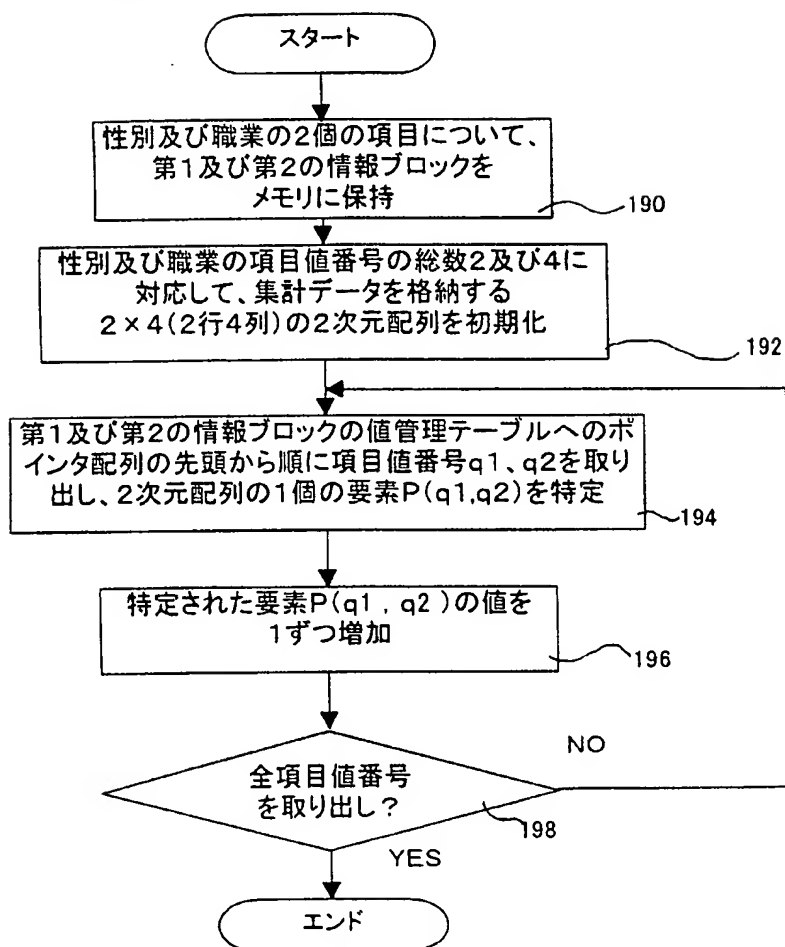 スタート
性別及び職業の2個の項目について、
第1及び第2の情報ブロックを
メモリに保持
190
性別及び職業の項目値番号の総数2及び4に
対応して、集計データを格納する
2×4(2行4列)の2次元配列を初期化
192
第1及び第2の情報ブロックの値管理テーブルへのポ
インタ配列の先頭から順に項目値番号q1、q2を取り
出し、2次元配列の1個の要素P(q1,q2)を特定
194
特定された要素P(q1 , q2 )の値を
1ずつ増加
196
NO
全項目値番号
を取り出し?
198
YES
エンド